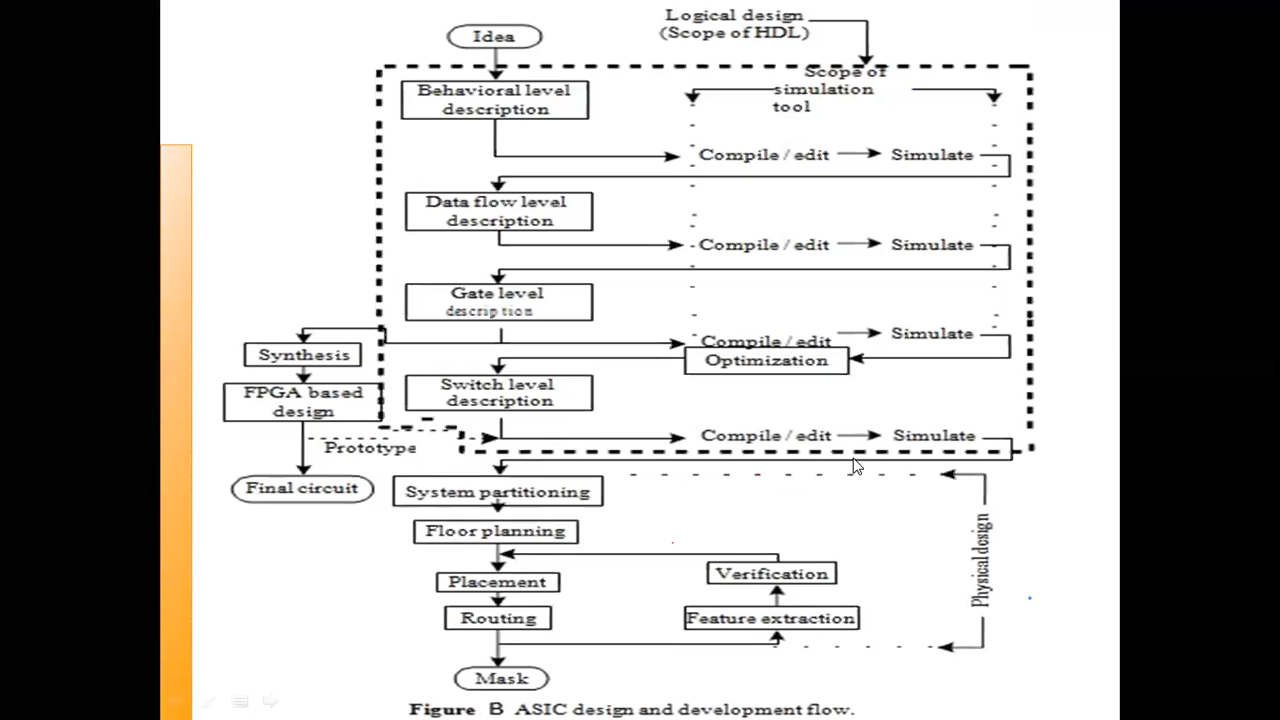 Logical design
(Scope of HDL)
Idea
Scope of
simulation
tool
Behavioral level
description
Compile / edit
Simulate
Data flow level
description
Compile / edit
Simulate
Gate level
description
Compile / edit
Simulate
Optimization
Synthesis
FPGA based
design
Switch level
description
Compile / edit
Simulate
Prototype
Final circuit
System partitioning
Floor planning
Placement
Verification
Routing
Feature extraction
Physical design
Mask
Figure B ASIC design and development flow.